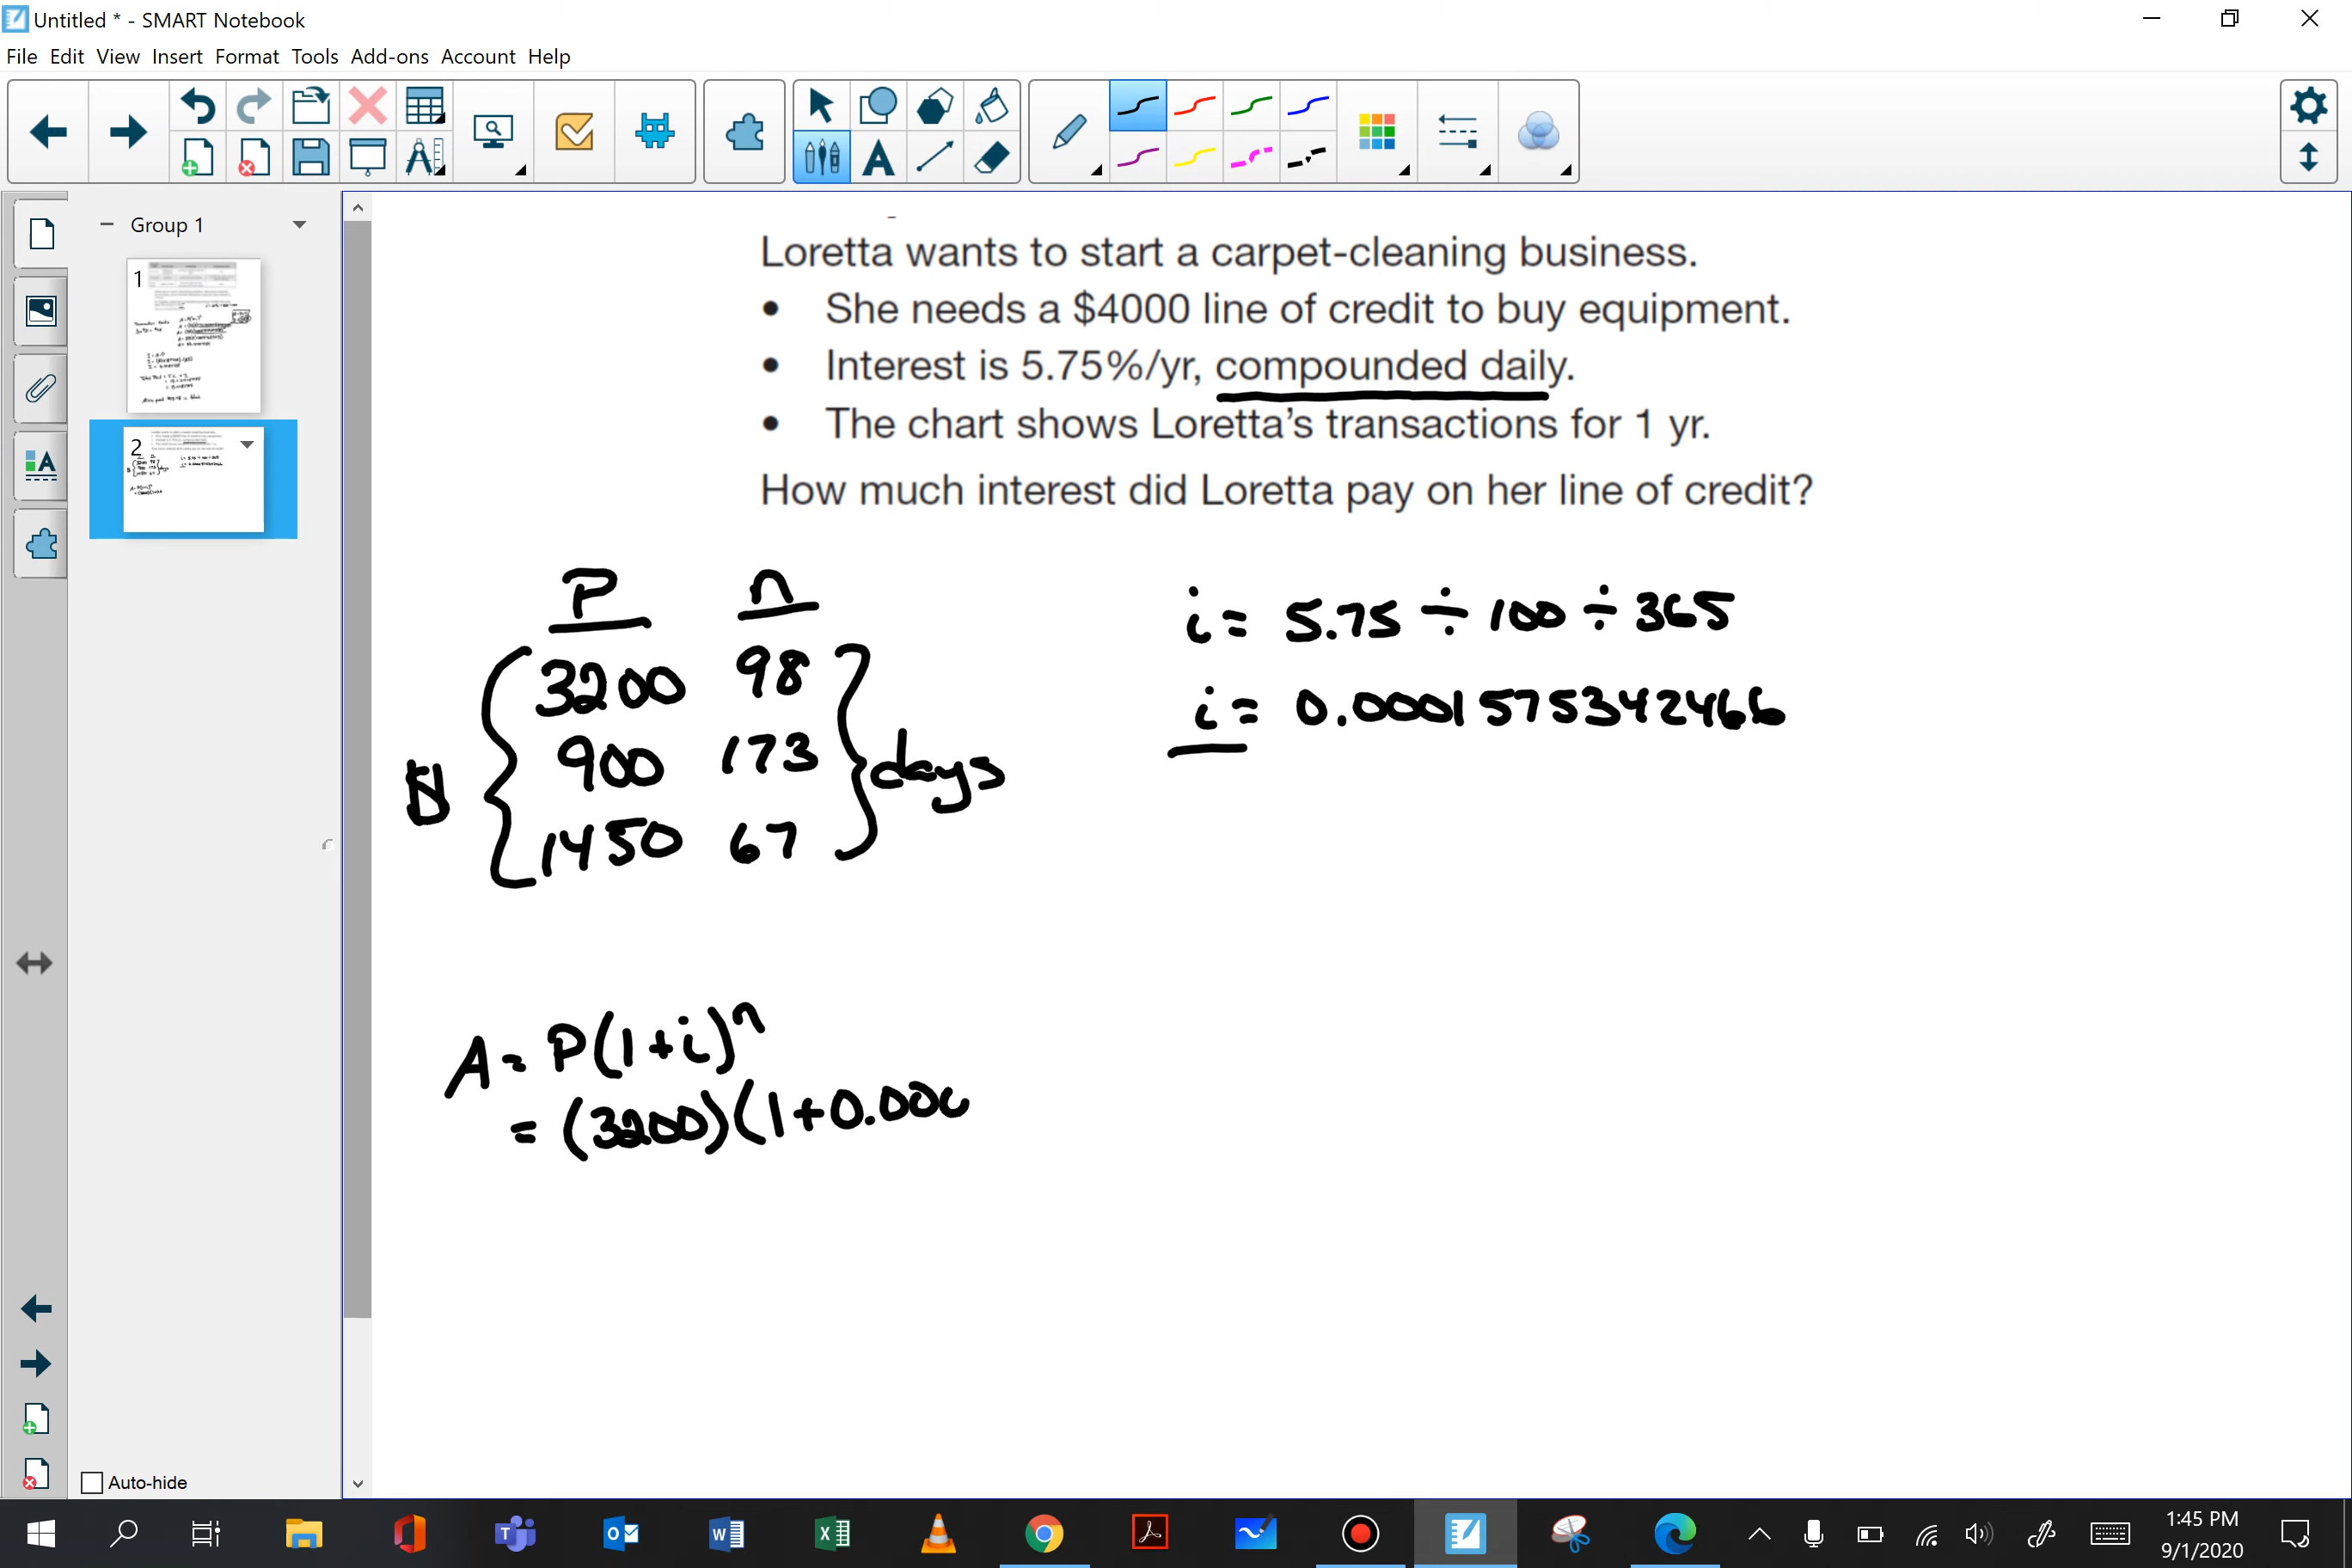 Untitled * - SMART Notebook
File Edit View Insert Format Tools Add-ons Account Help
Group 1
1
2
Loretta wants to start a carpet-cleaning business.
• She needs a $4000 line of credit to buy equipment.
• Interest is 5.75%/yr, compounded daily.
• The chart shows Loretta's transactions for 1 yr.
How much interest did Loretta pay on her line of credit?
P n
3200 98
900 173
1450 67
days
i = 5.75 ÷ 100 ÷ 365
i = 0.0001575342466
A = P(1+i)ⁿ
= (3200)(1+0.000
Auto-hide
1:45 PM
9/1/2020